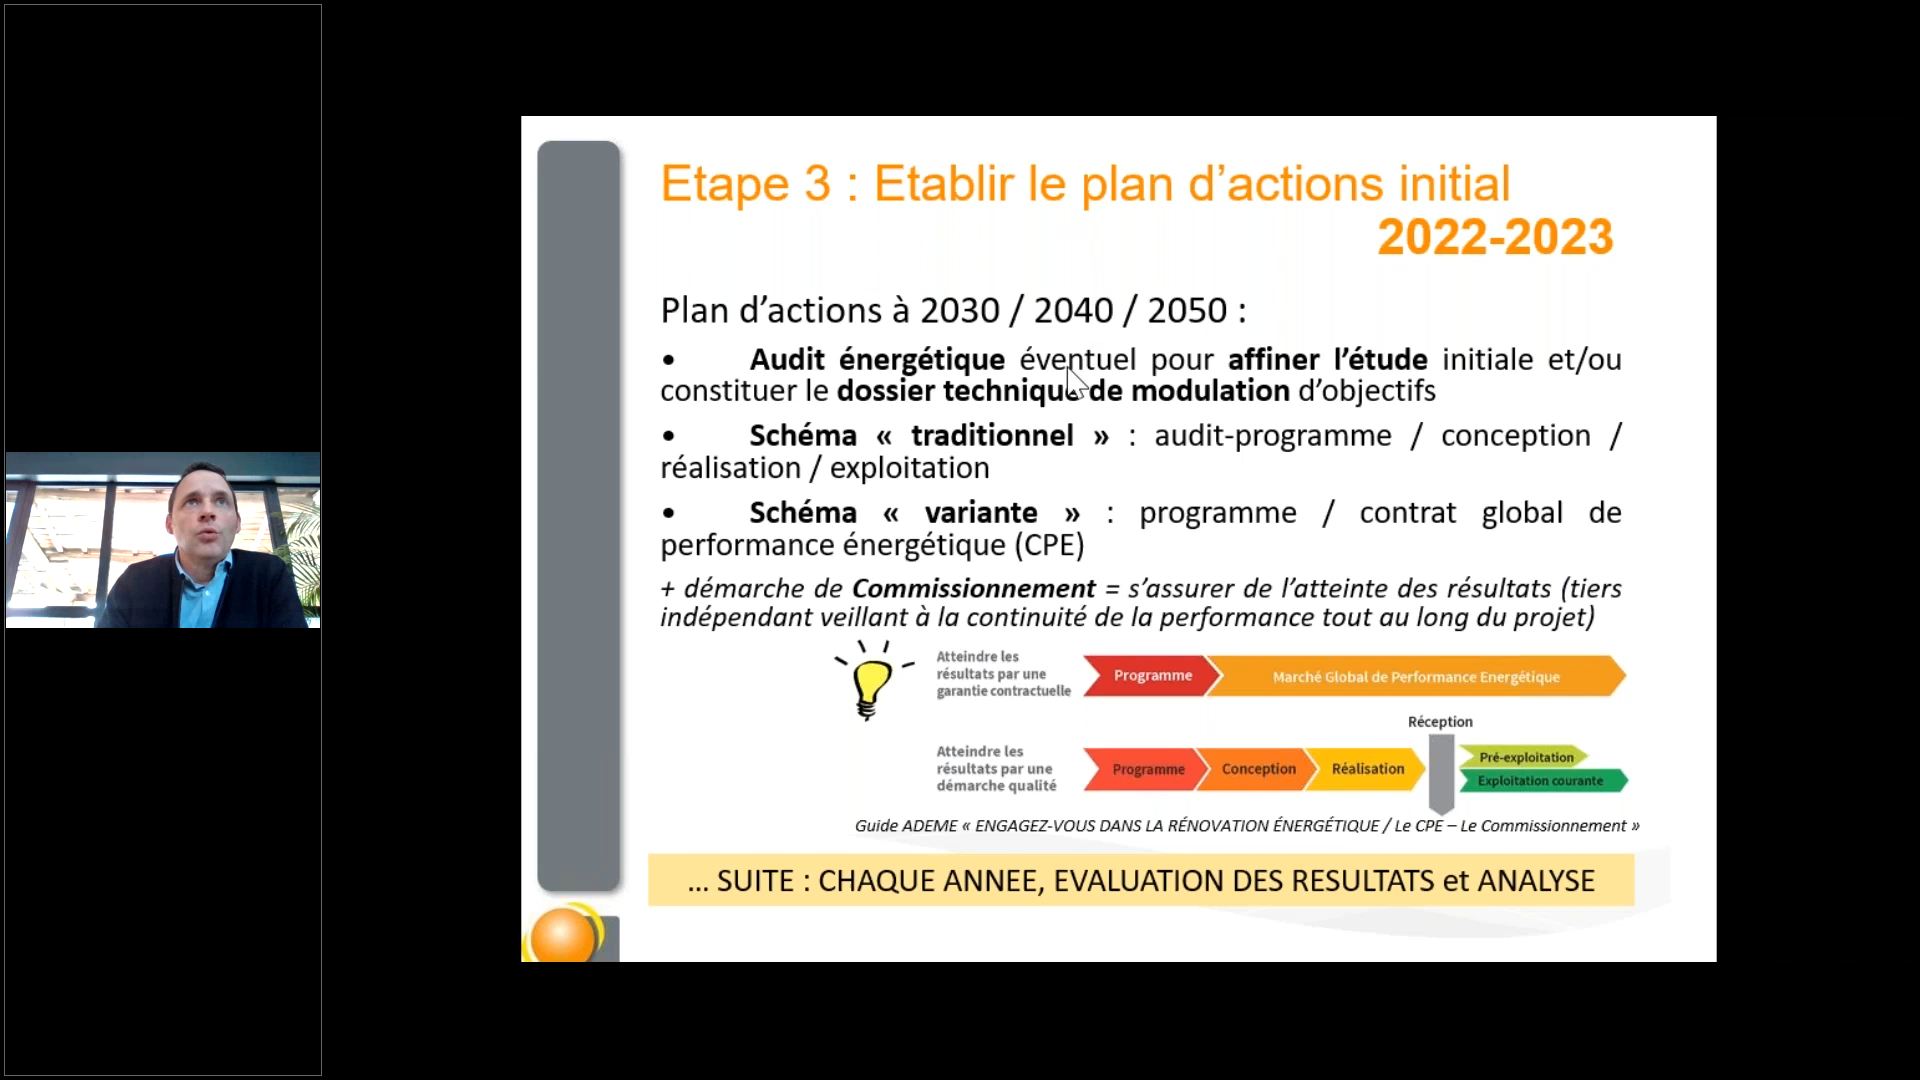 Etape 3 : Etablir le plan d’actions initial
2022-2023
Plan d’actions à 2030 / 2040 / 2050 :
• Audit énergétique éventuel pour affiner l’étude initiale et/ou
constituer le dossier technique de modulation d’objectifs
• Schéma « traditionnel » : audit-programme / conception /
réalisation / exploitation
• Schéma « variante » : programme / contrat global de
performance énergétique (CPE)
+ démarche de Commissionnement = s’assurer de l’atteinte des résultats (tiers
indépendant veillant à la continuité de la performance tout au long du projet)
Atteindre les
résultats par une
garantie contractuelle
Programme
Marché Global de Performance Energétique
Réception
Atteindre les
résultats par une
démarche qualité
Programme
Conception
Réalisation
Pré-exploitation
Exploitation courante
Guide ADEME « ENGAGEZ-VOUS DANS LA RÉNOVATION ÉNERGÉTIQUE / Le CPE – Le Commissionnement »
... SUITE : CHAQUE ANNEE, EVALUATION DES RESULTATS et ANALYSE